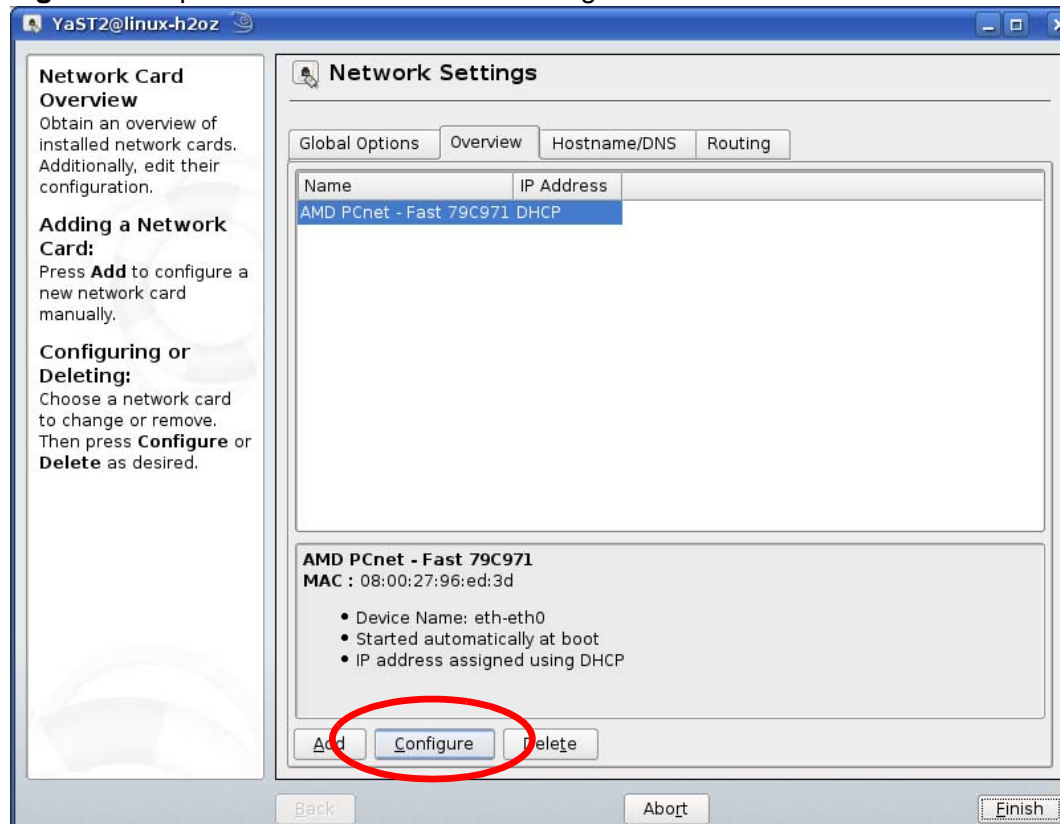 YaST2@linux-h2oz
Network Card
Overview
Obtain an overview of
installed network cards.
Additionally, edit their
configuration.
Adding a Network
Card:
Press Add to configure a
new network card
manually.
Configuring or
Deleting:
Choose a network card
to change or remove.
Then press Configure or
Delete as desired.
Network Settings
Global Options Overview Hostname/DNS Routing
Name IP Address
AMD PCnet - Fast 79C971 DHCP
AMD PCnet - Fast 79C971
MAC : 08:00:27:96:ed:3d
• Device Name: eth-eth0
• Started automatically at boot
• IP address assigned using DHCP
Add Configure Delete
Back Abort Finish